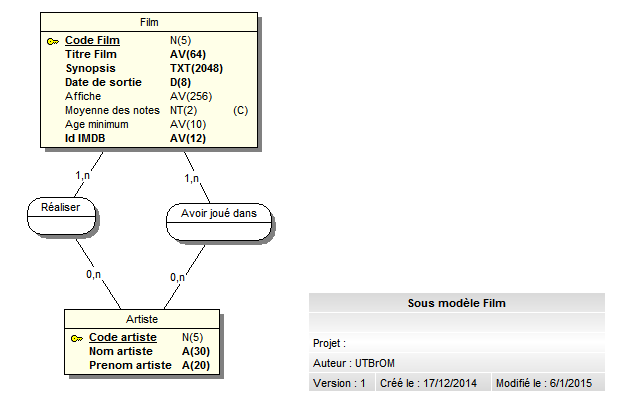 Film
Code Film N(5)
Titre Film AV(64)
Synopsis TXT(2048)
Date de sortie D(8)
Affiche AV(256)
Moyenne des notes NT(2) (C)
Age minimum AV(10)
Id IMDB AV(12)
1,n 1,n
Réaliser Avoir joué dans
0,n 0,n
Artiste
Code artiste N(5)
Nom artiste A(30)
Prenom artiste A(20)
Sous modèle Film
Projet :
Auteur : UTBrOM
Version : 1 Créé le : 17/12/2014 Modifié le : 6/1/2015